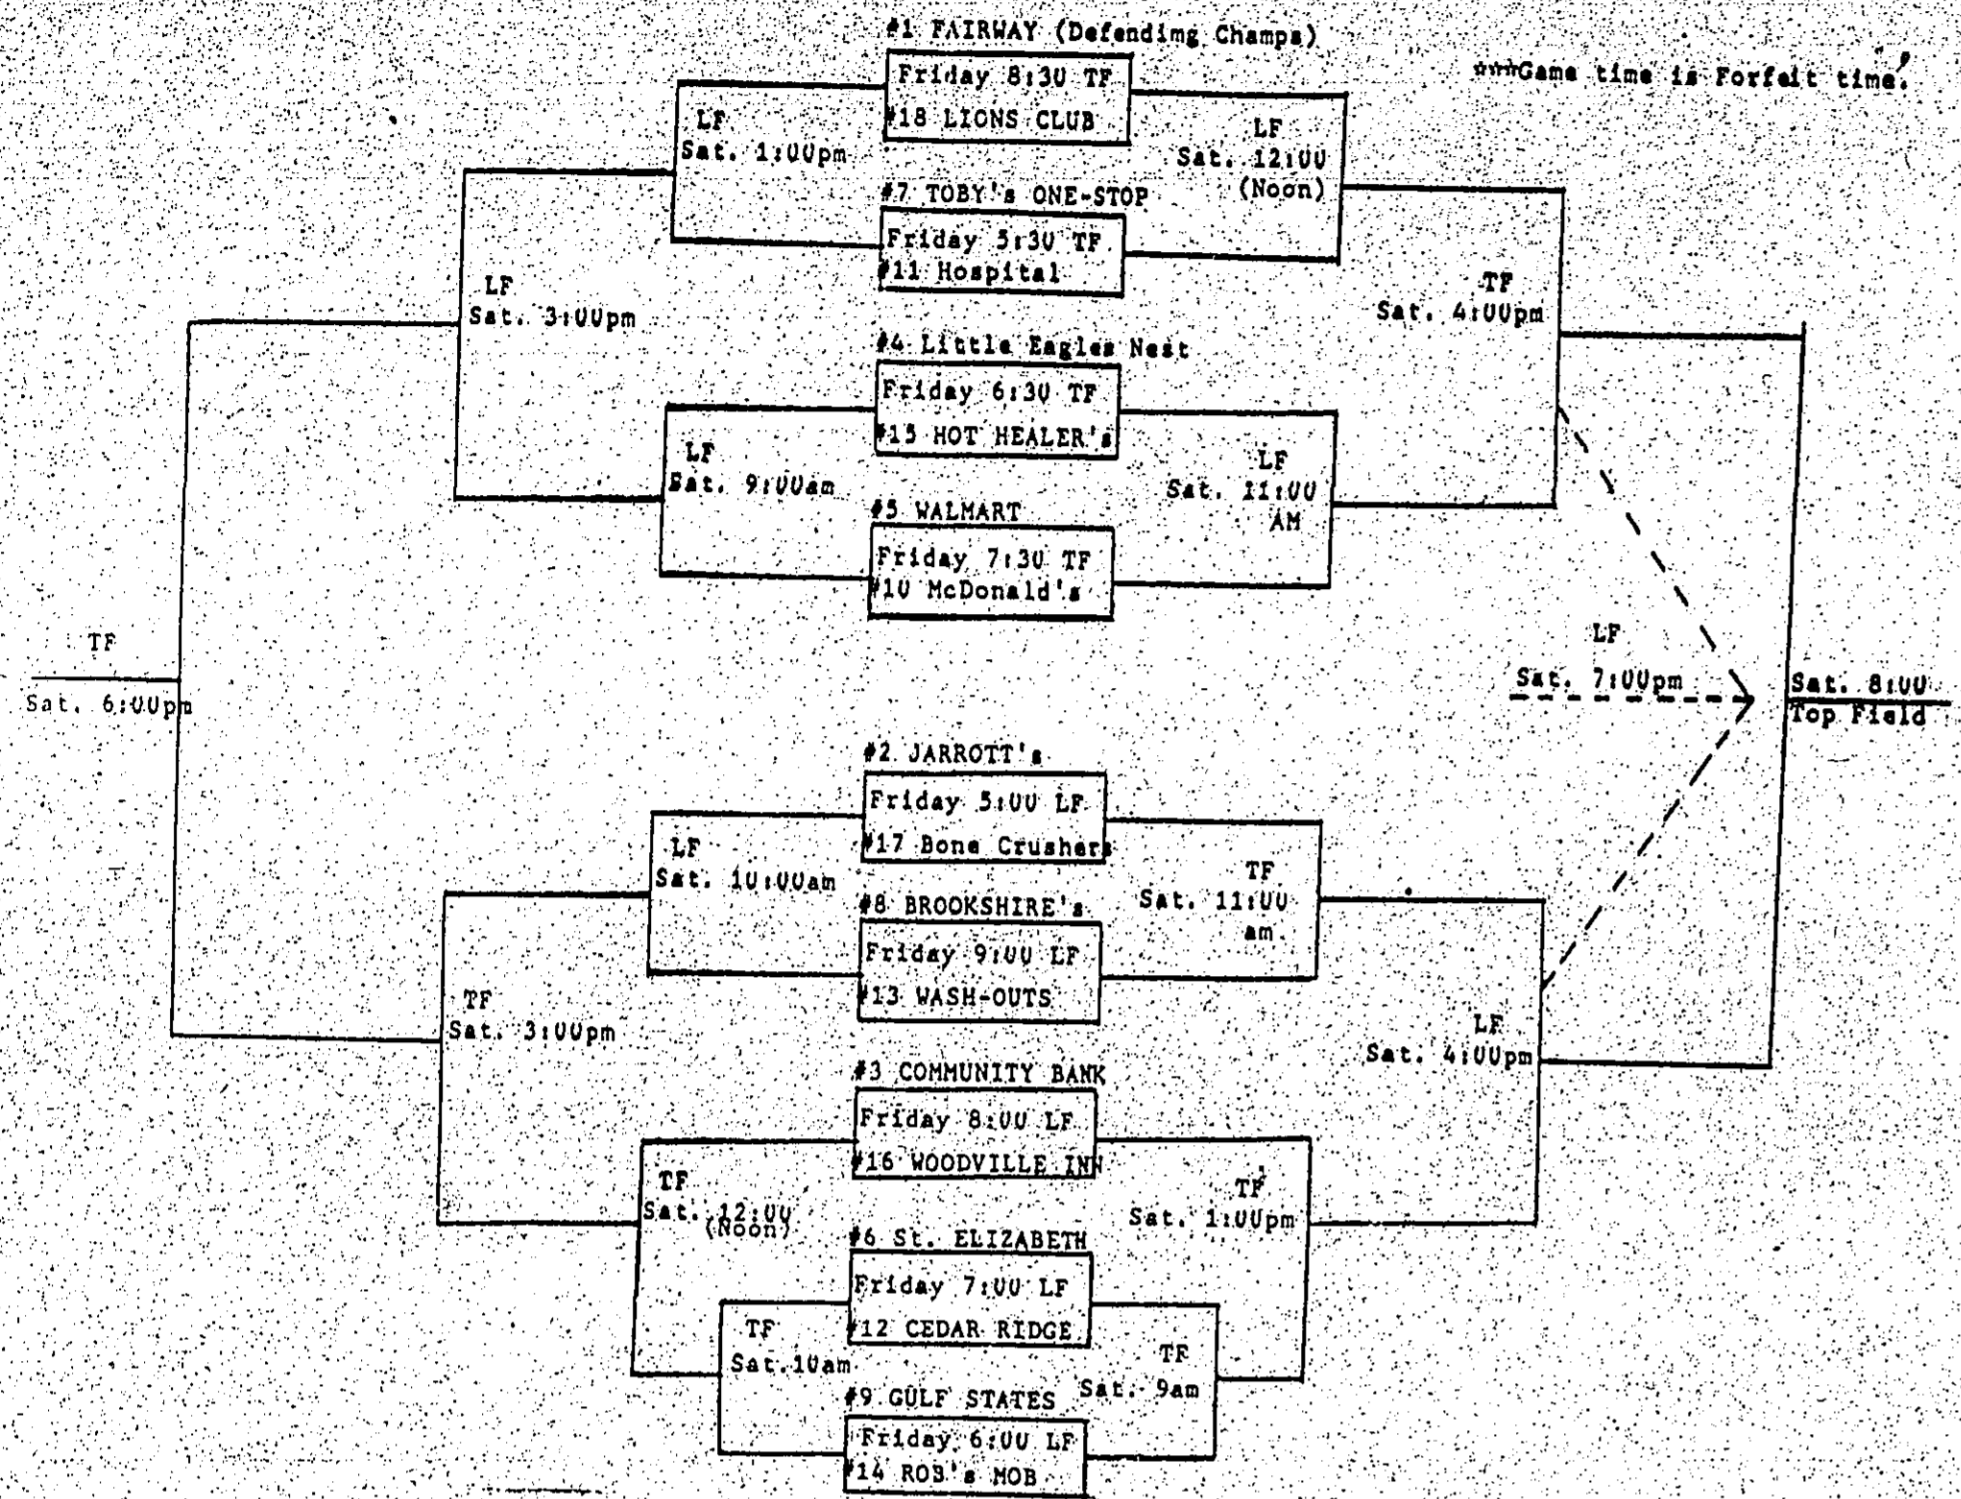 #1 FAIRWAY (Defendimg Champs)
***Game time is Forfeit time!
Friday 8:30 TF
#18 LIONS CLUB
LF
Sat. 1:00pm
LF
Sat. 12:00
(Noon)
#7 TOBY's ONE-STOP
Friday 5:30 TF
#11 Hospital
LF
Sat. 3:00pm
TF
Sat. 4:00pm
#4 Little Eagles Nest
Friday 6:30 TF
#15 HOT HEALER's
LF
Sat. 9:00am
LF
Sat. 11:00
AM
#5 WALMART
Friday 7:30 TF
#10 McDonald's
TF
Sat. 6:00pm
LF
Sat. 7:00pm
Sat. 8:00
Top Field
#2 JARROTT's
Friday 5:00 LF
#17 Bone Crushers
LF
Sat. 10:00am
TF
Sat. 11:00
am
#8 BROOKSHIRE's
Friday 9:00 LF
#13 WASH-OUTS
TF
Sat. 3:00pm
LF
Sat. 4:00pm
#3 COMMUNITY BANK
Friday 8:00 LF
#16 WOODVILLE INN
TF
Sat. 12:00
(Noon)
TF
Sat. 1:00pm
#6 St. ELIZABETH
Friday 7:00 LF
#12 CEDAR RIDGE
TF
Sat.10am
TF
Sat. 9am
#9 GULF STATES
Friday 6:00 LF
#14 ROB's MOB